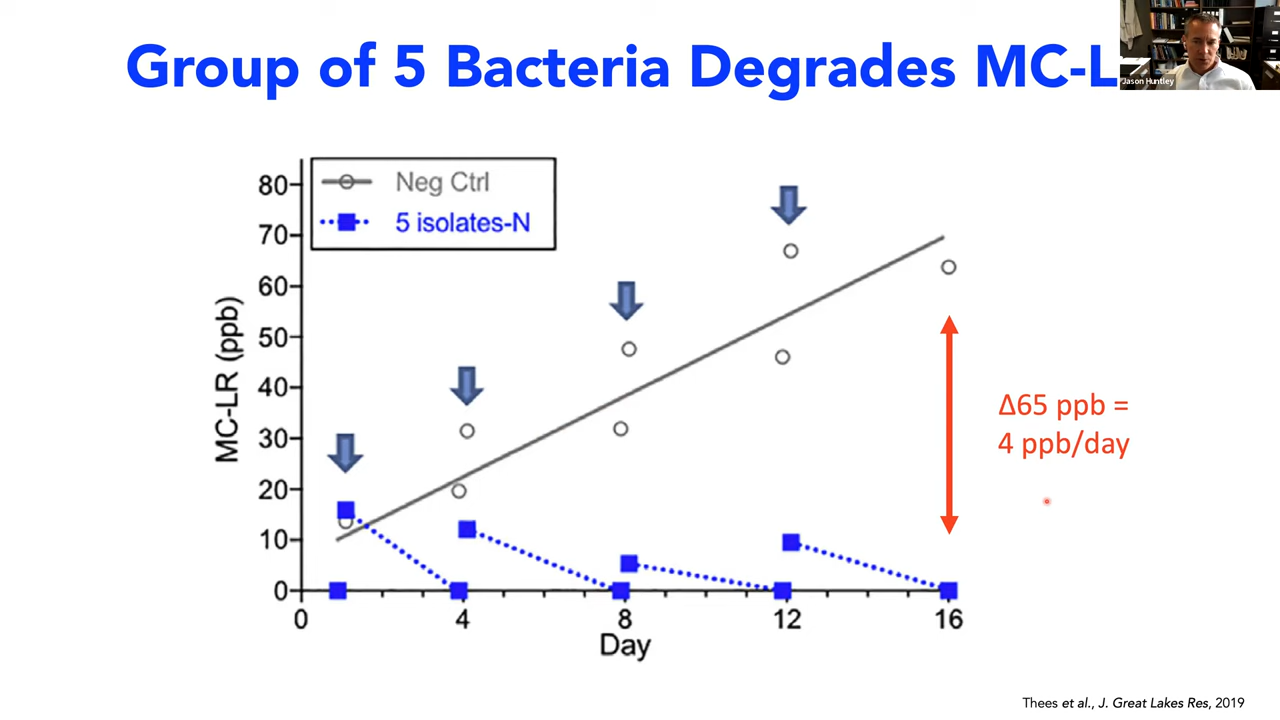 Group of 5 Bacteria Degrades MC-L
Jason Huntley
Neg Ctrl
5 isolates-N
MC-LR (ppb)
80
70
60
50
40
30
20
10
0
0 4 8 12 16
Day
Δ65 ppb =
4 ppb/day
Thees et al., J. Great Lakes Res, 2019